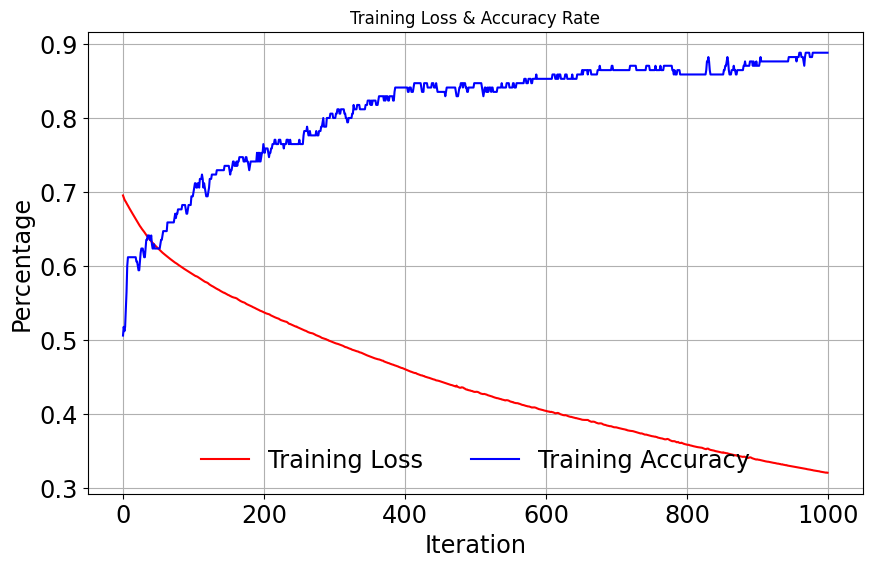 Training Loss & Accuracy Rate
0.9
0.8
0.7
0.6
0.5
0.4
0.3
Percentage
Training Loss Training Accuracy
0 200 400 600 800 1000
Iteration